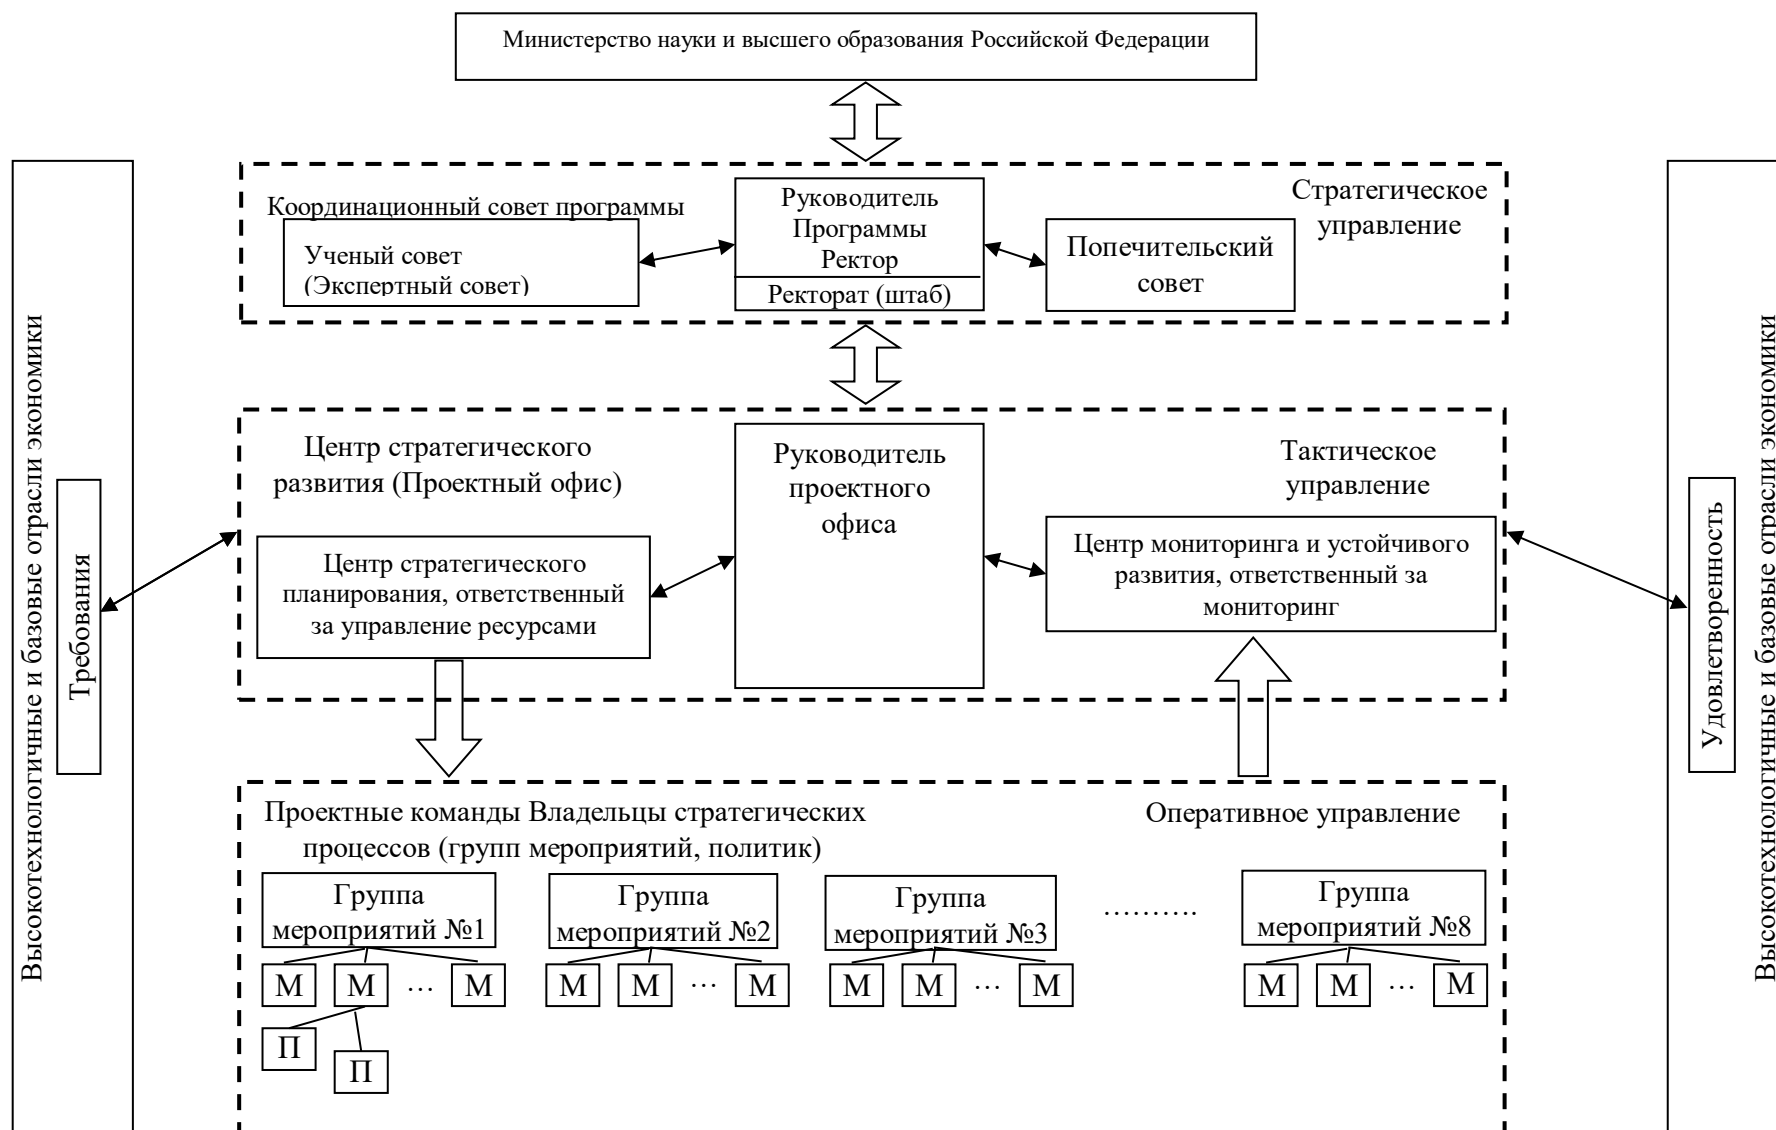 Министерство науки и высшего образования Российской Федерации
Координационный совет программы
Ученый совет
(Экспертный совет)
Руководитель
Программы
Ректор
Ректорат (штаб)
Стратегическое
управление
Попечительский
совет
Высокотехнологичные и базовые отрасли экономики
Требования
Центр стратегического
развития (Проектный офис)
Центр стратегического
планирования, ответственный
за управление ресурсами
Руководитель
проектного
офиса
Тактическое
управление
Центр мониторинга и устойчивого
развития, ответственный за
мониторинг
Удовлетворенность
Высокотехнологичные и базовые отрасли экономики
Проектные команды Владельцы стратегических
процессов (групп мероприятий, политик)
Оперативное управление
Группа
мероприятий №1
Группа
мероприятий №2
Группа
мероприятий №3
……….
Группа
мероприятий №8
М М … М
М М … М
М М … М
М М … М
П
П